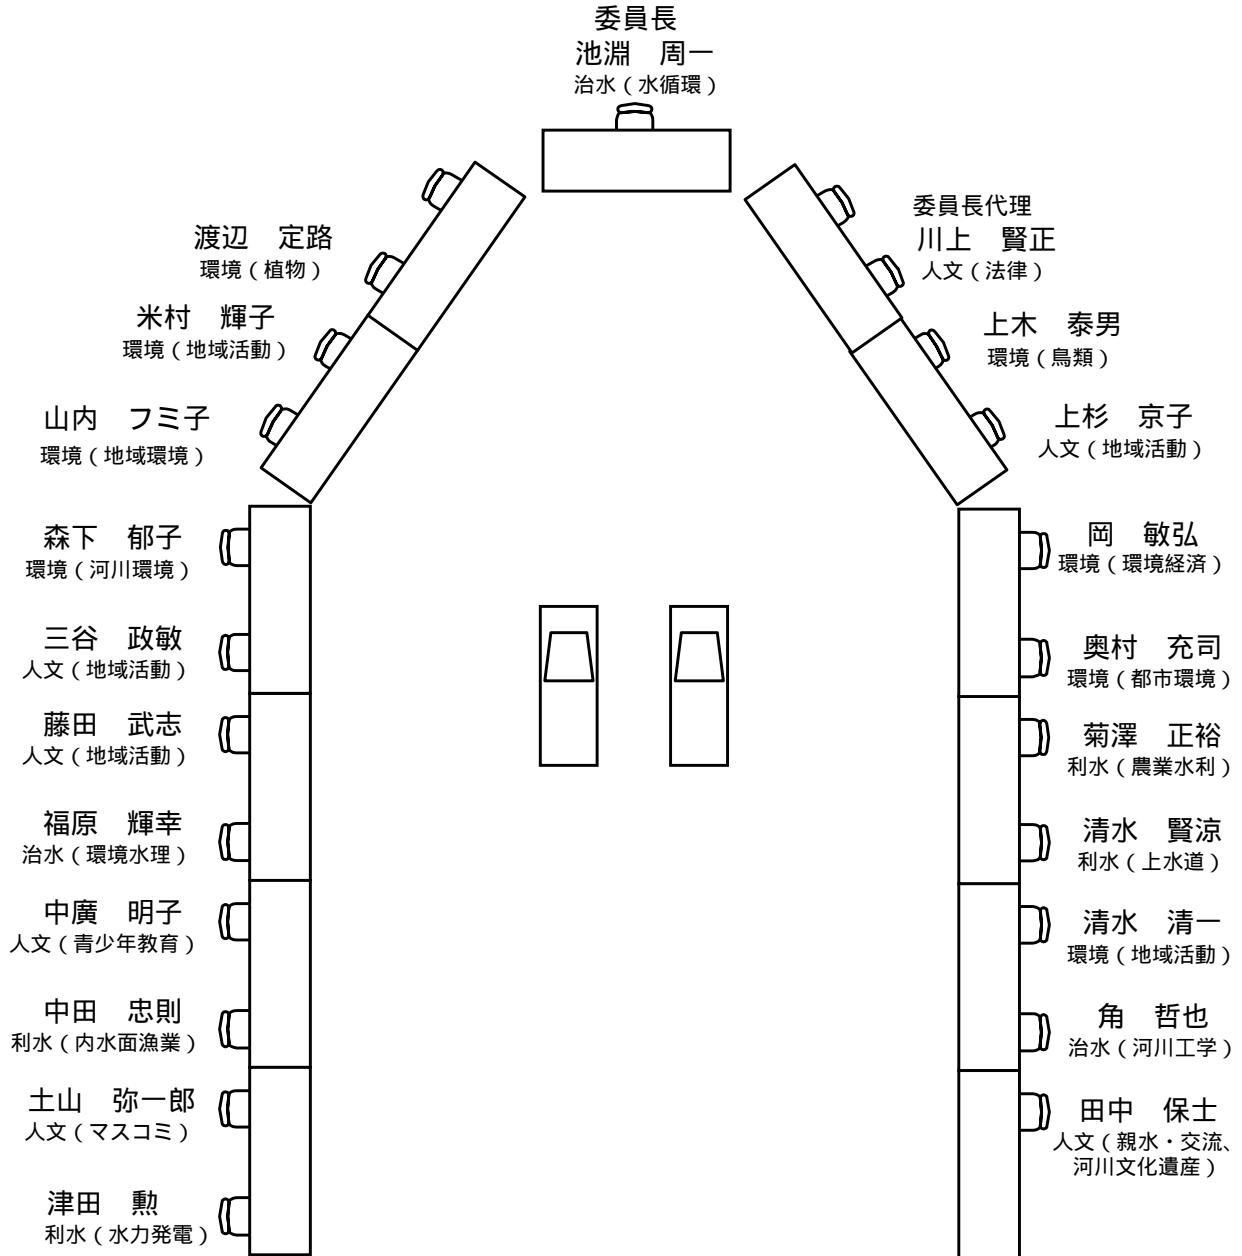 委員長
池淵　周一
治水（水循環）
渡辺　定路
環境（植物）
米村　輝子
環境（地域活動）
山内　フミ子
環境（地域環境）
森下　郁子
環境（河川環境）
三谷　政敏
人文（地域活動）
藤田　武志
人文（地域活動）
福原　輝幸
治水（環境水理）
中廣　明子
人文（青少年教育）
中田　忠則
利水（内水面漁業）
土山　弥一郎
人文（マスコミ）
津田　勲
利水（水力発電）
委員長代理
川上　賢正
人文（法律）
上木　泰男
環境（鳥類）
上杉　京子
人文（地域活動）
岡　敏弘
環境（環境経済）
奥村　充司
環境（都市環境）
菊澤　正裕
利水（農業水利）
清水　賢涼
利水（上水道）
清水　清一
環境（地域活動）
角　哲也
治水（河川工学）
田中　保士
人文（親水・交流、
河川文化遺産）